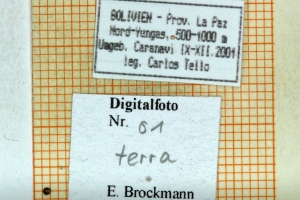 BOLIVIEN - Prov. La Paz
Nord-Yungas, 500-1000 m
Umgeb. Caranavi IX-XII.2001
leg. Carlos Tello
Digitalfoto
Nr. 01
terra
E. Brockmann